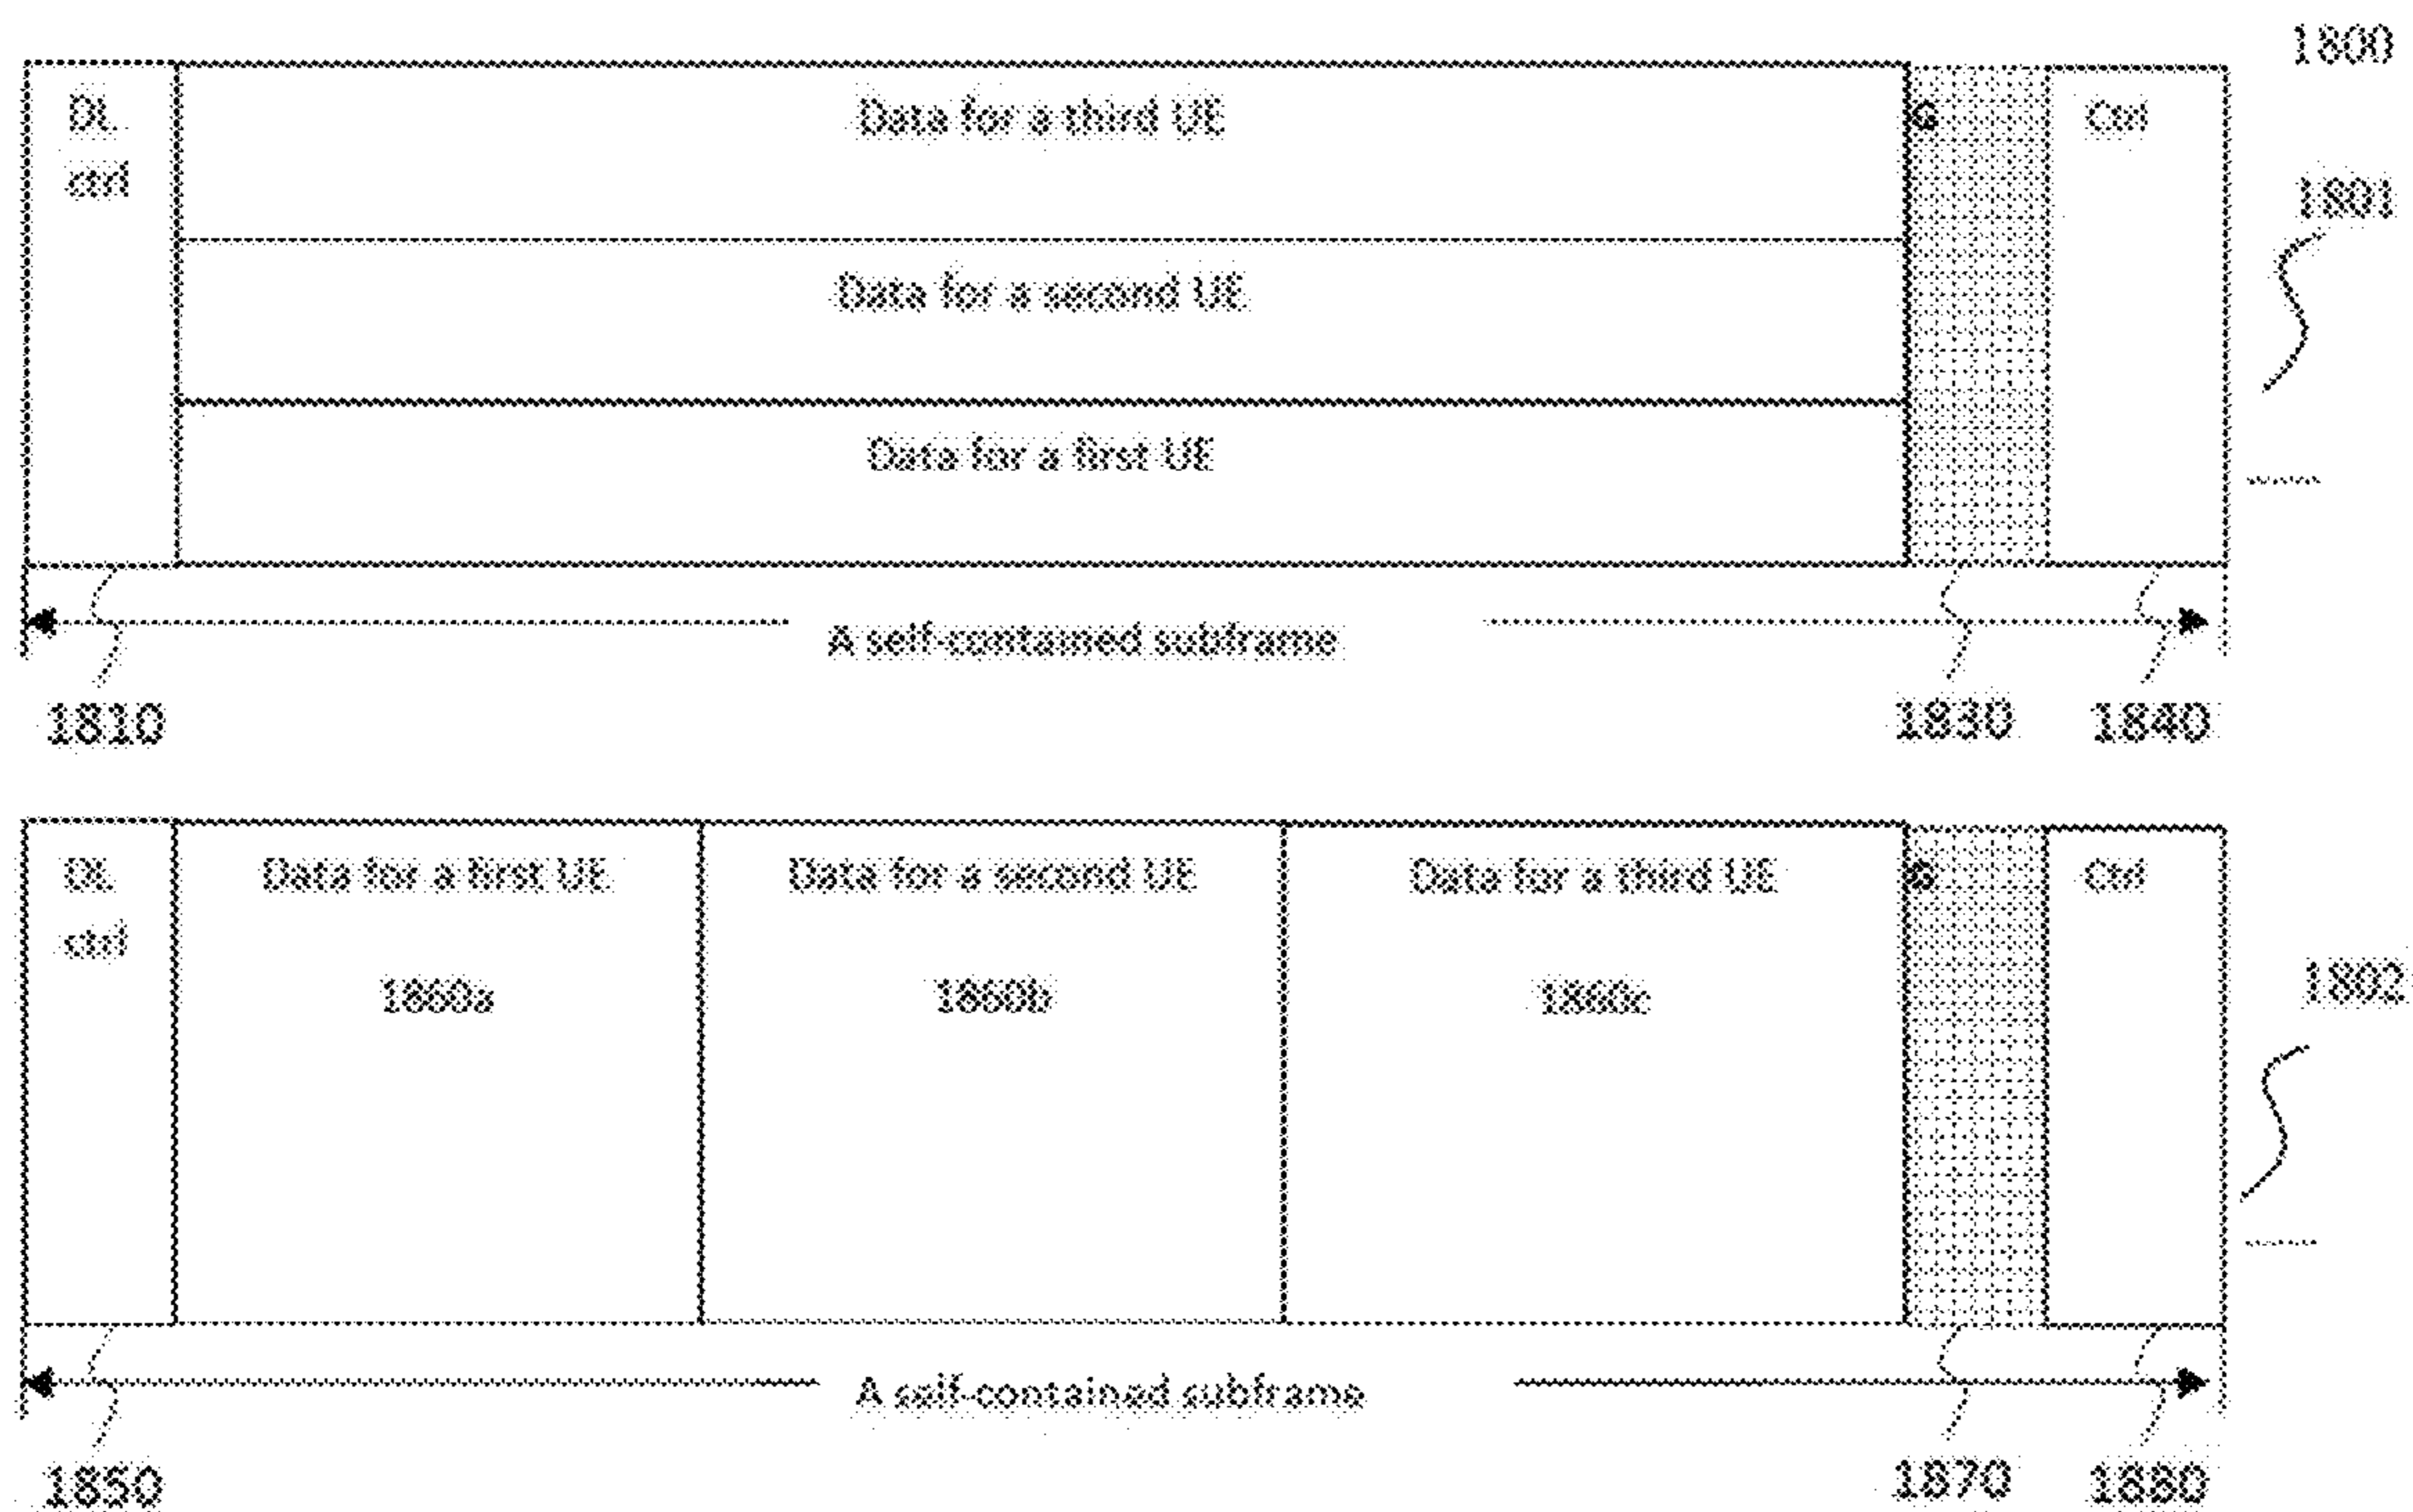 1800
DL
ctrl
Data for a third UE
G
Ctrl
1801
Data for a second UE
Data for a first UE
A self-contained subframe
1810
1830
1840
DL
ctrl
Data for a first UE
Data for a second UE
Data for a third UE
Ctrl
1860a
1860b
1860c
1802
A self-contained subframe
1850
1870
1880